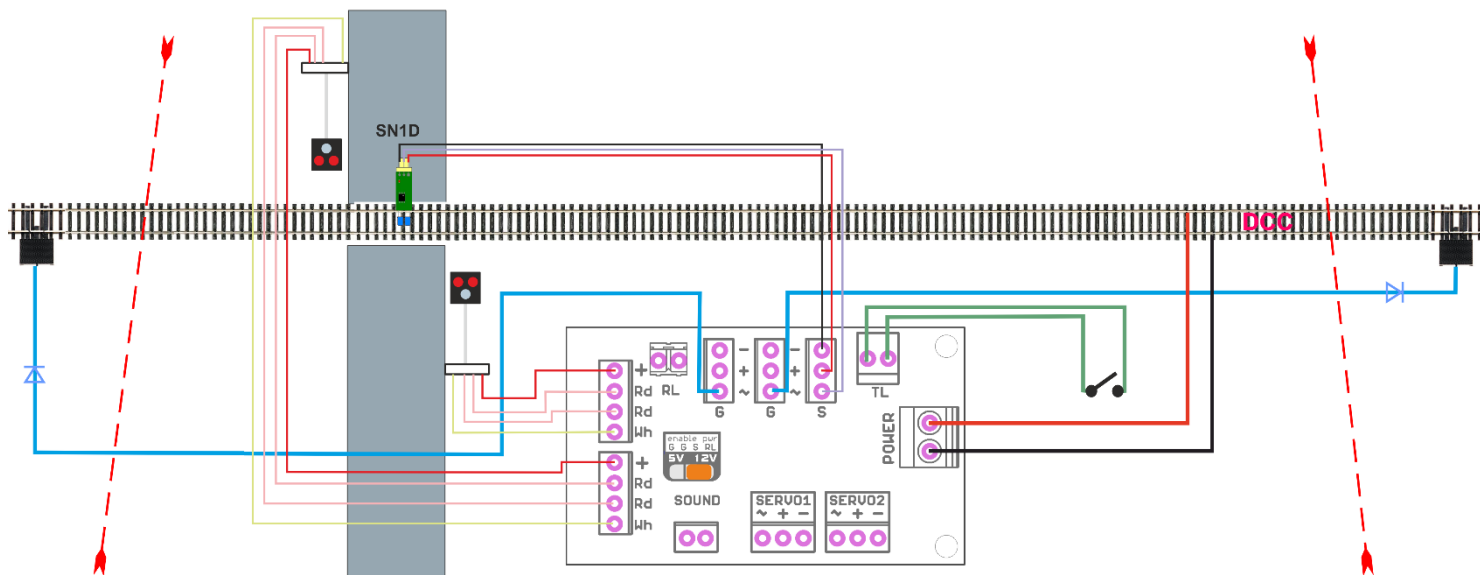 SN1D
DCC
+
Rd
Rd
Wh
RL
-
+
~
G
-
+
~
G
S
TL
POWER
enable pwr
G G S RL
5V 12V
+
Rd
Rd
Wh
SOUND
SERVO1
~ + -
SERVO2
~ + -